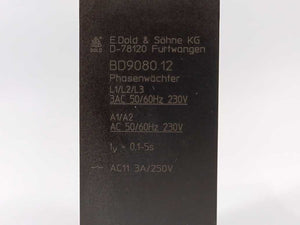 E.Dold & Söhne KG
DOLD D-78120 Furtwangen
BD9080.12
Phasenwächter
L1/L2/L3
3AC 50/60Hz 230V
A1/A2
AC 50/60Hz 230V
tv = 0,1-5s
AC11 3A/250V